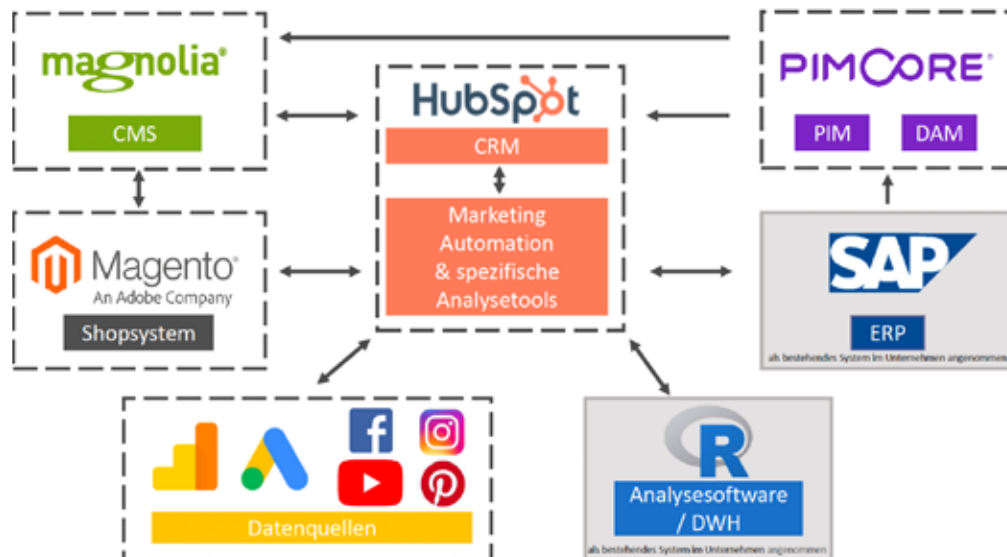 magnolia®
CMS
HubSpot
CRM
Marketing
Automation
& spezifische
Analysetools
PIMCORE®
PIM
DAM
Magento®
An Adobe Company
Shopsystem
SAP
ERP
als bestehendes System im Unternehmen angenommen
Datenquellen
R
Analysesoftware
/ DWH
als bestehendes System im Unternehmen angenommen